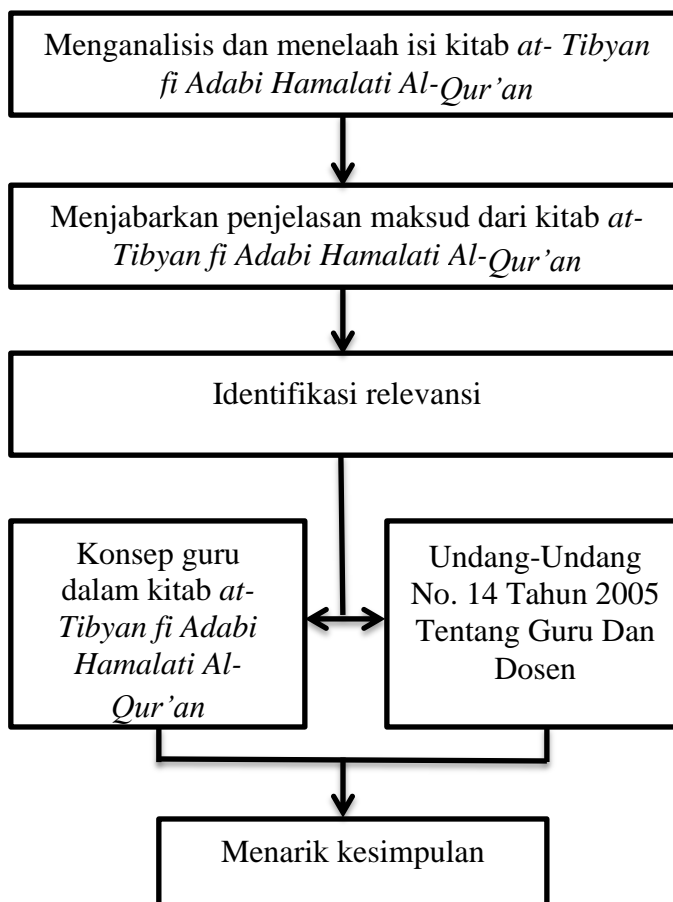 Menganalisis dan menelaah isi kitab at- Tibyan
fi Adabi Hamalati Al-Qur’an
Menjabarkan penjelasan maksud dari kitab at-
Tibyan fi Adabi Hamalati Al-Qur’an
Identifikasi relevansi
Konsep guru
dalam kitab at-
Tibyan fi Adabi
Hamalati Al-
Qur’an
Undang-Undang
No. 14 Tahun 2005
Tentang Guru Dan
Dosen
Menarik kesimpulan